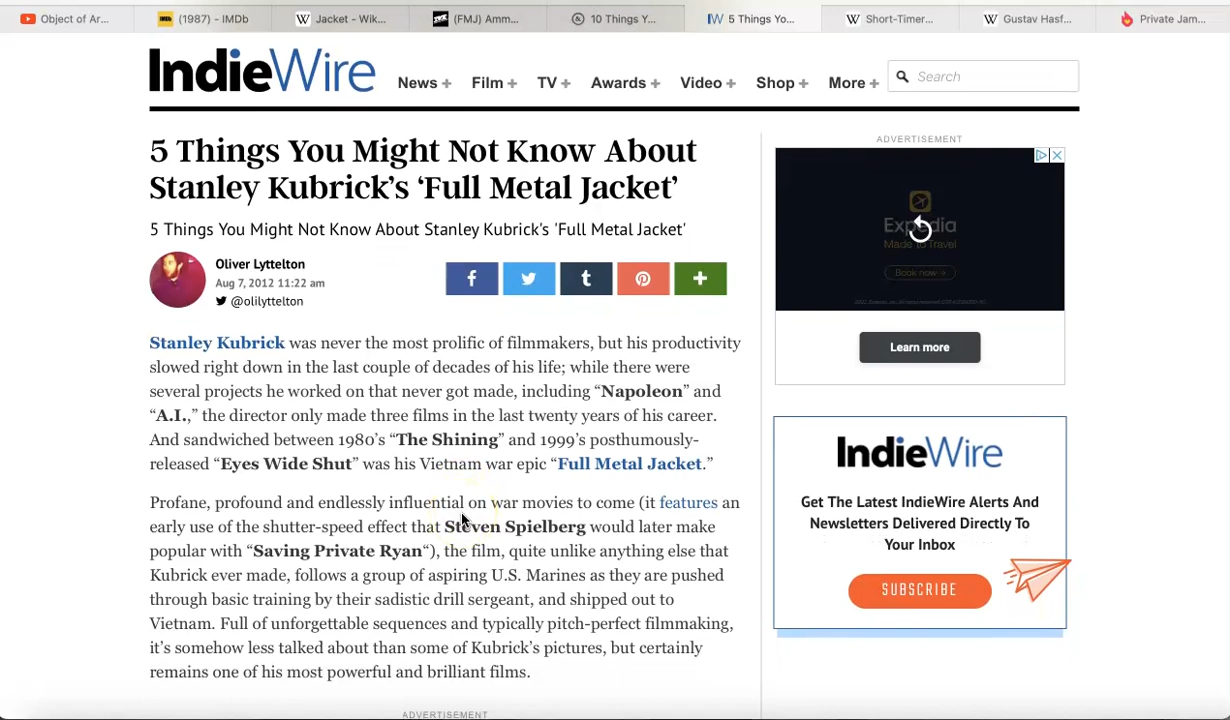 Object of Ar...
(1987) - IMDb
Jacket - Wik...
(FMJ) Amm...
10 Things Y...
5 Things Yo...
Short-Timer...
Gustav Hasf...
Private Jam...
IndieWire
News + Film + TV + Awards + Video + Shop + More + Search
5 Things You Might Not Know About
Stanley Kubrick's 'Full Metal Jacket'
5 Things You Might Not Know About Stanley Kubrick's 'Full Metal Jacket'
Oliver Lyttelton
Aug 7, 2012 11:22 am
@olilyttelton
Stanley Kubrick was never the most prolific of filmmakers, but his productivity
slowed right down in the last couple of decades of his life; while there were
several projects he worked on that never got made, including “Napoleon” and
“A.I.,” the director only made three films in the last twenty years of his career.
And sandwiched between 1980’s “The Shining” and 1999’s posthumously-
released “Eyes Wide Shut” was his Vietnam war epic “Full Metal Jacket.”
Profane, profound and endlessly influential on war movies to come (it features an
early use of the shutter-speed effect that Steven Spielberg would later make
popular with “Saving Private Ryan“), the film, quite unlike anything else that
Kubrick ever made, follows a group of aspiring U.S. Marines as they are pushed
through basic training by their sadistic drill sergeant, and shipped out to
Vietnam. Full of unforgettable sequences and typically pitch-perfect filmmaking,
it’s somehow less talked about than some of Kubrick’s pictures, but certainly
remains one of his most powerful and brilliant films.
ADVERTISEMENT
ADVERTISEMENT
Expedia
Made to Travel
Book now →
Learn more
IndieWire
Get The Latest IndieWire Alerts And
Newsletters Delivered Directly To
Your Inbox
SUBSCRIBE